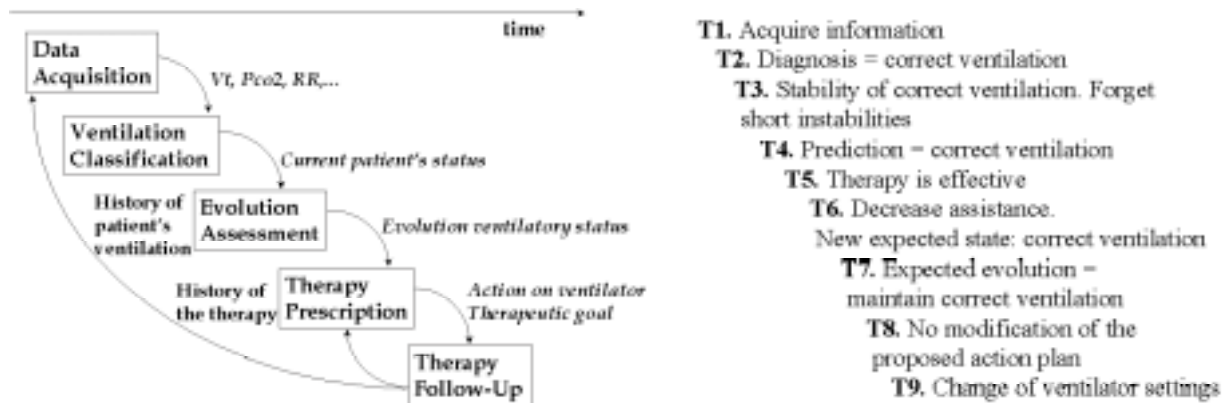 time
Data
Acquisition
Vt, Pco2, RR,...
Ventilation
Classification
Current patient's status
History of
patient's
ventilation
Evolution
Assessment
Evolution ventilatory status
History of
the therapy
Therapy
Prescription
Action on ventilator
Therapeutic goal
Therapy
Follow-Up
T1. Acquire information
T2. Diagnosis = correct ventilation
T3. Stability of correct ventilation. Forget
short instabilities
T4. Prediction = correct ventilation
T5. Therapy is effective
T6. Decrease assistance.
New expected state: correct ventilation
T7. Expected evolution =
maintain correct ventilation
T8. No modification of the
proposed action plan
T9. Change of ventilator settings